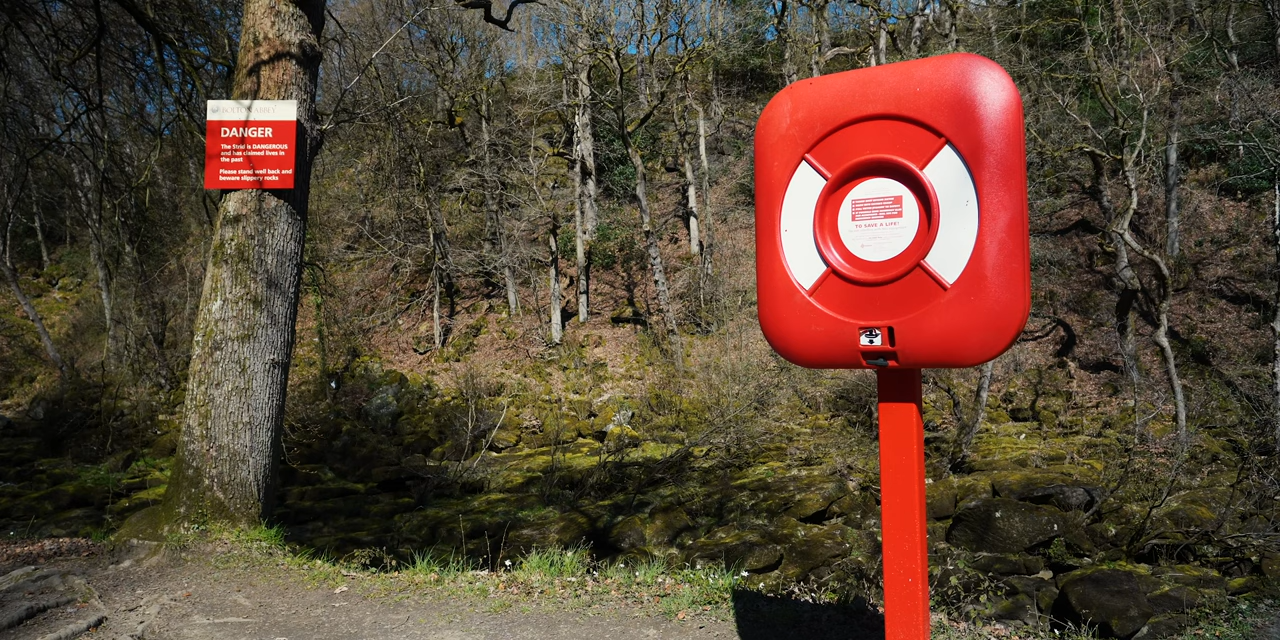 BOLTON ABBEY
DANGER
The Strid is DANGEROUS
and has claimed lives in
the past
Please stand well back and
beware slippery rocks
TO SAVE A LIFE!